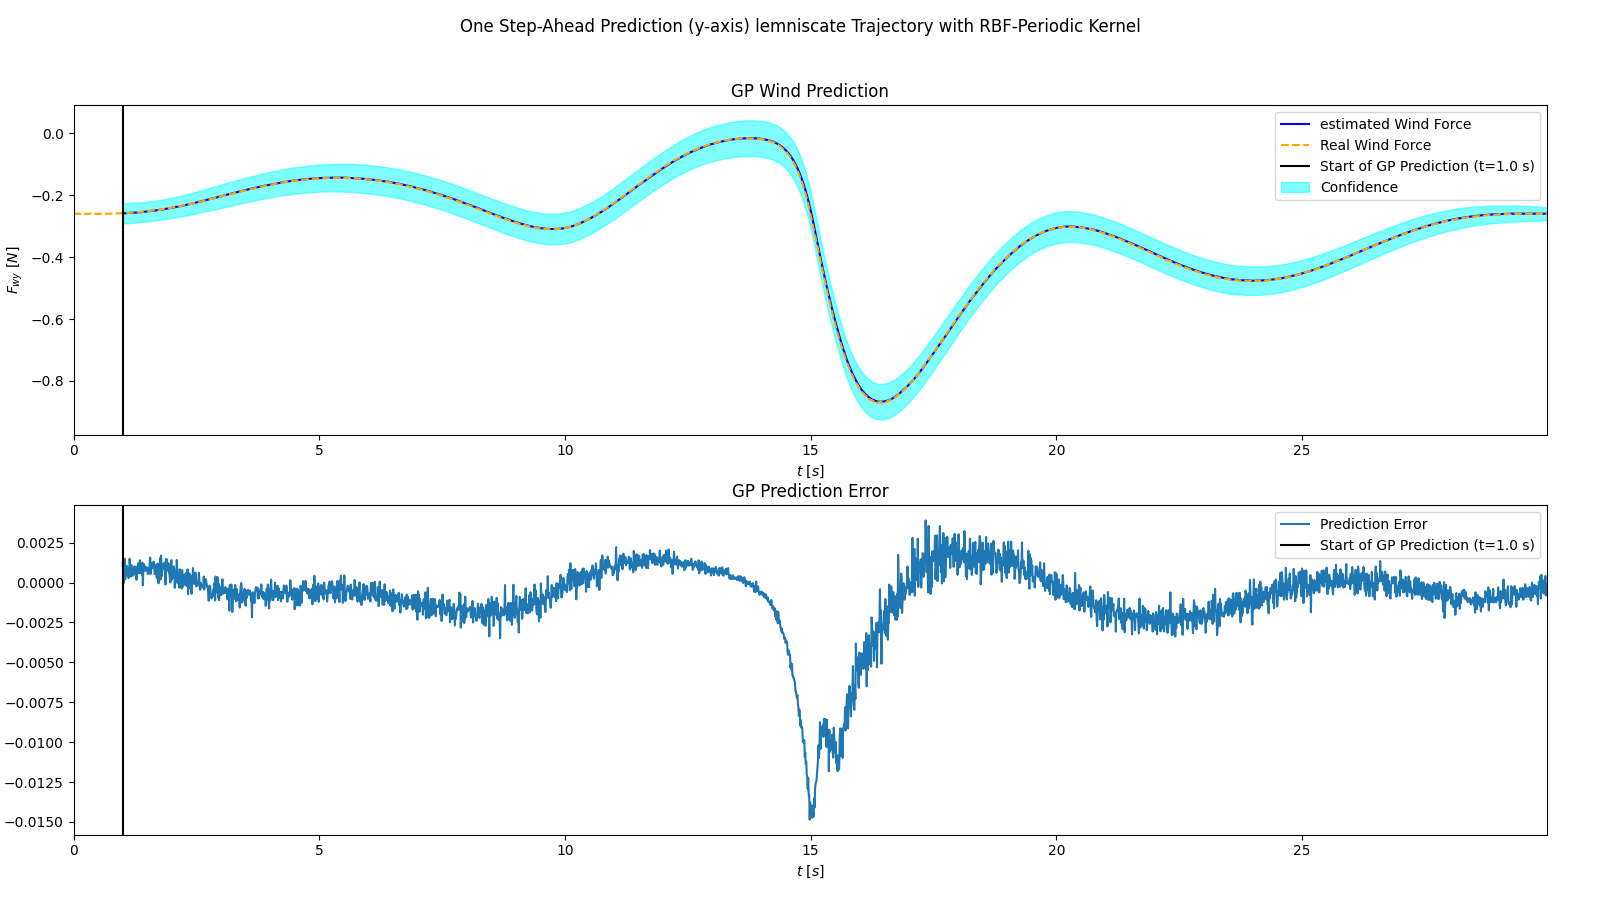 One Step-Ahead Prediction (y-axis) lemniscate Trajectory with RBF-Periodic Kernel
GP Wind Prediction
estimated Wind Force
Real Wind Force
Start of GP Prediction (t=1.0 s)
Confidence
0.0
−0.2
−0.4
−0.6
−0.8
F_wy [N]
0 5 10 15 20 25
t [s]
GP Prediction Error
Prediction Error
Start of GP Prediction (t=1.0 s)
0.0025
0.0000
−0.0025
−0.0050
−0.0075
−0.0100
−0.0125
−0.0150
0 5 10 15 20 25
t [s]